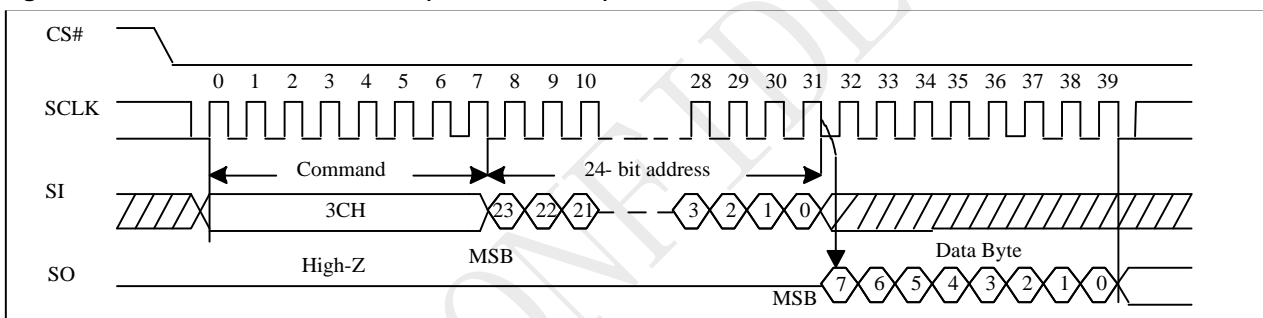 CS#
0 1 2 3 4 5 6 7 8 9 10 28 29 30 31 32 33 34 35 36 37 38 39
SCLK
Command 24- bit address
SI
3CH 23 22 21 3 2 1 0
MSB Data Byte
High-Z
SO
MSB 7 6 5 4 3 2 1 0